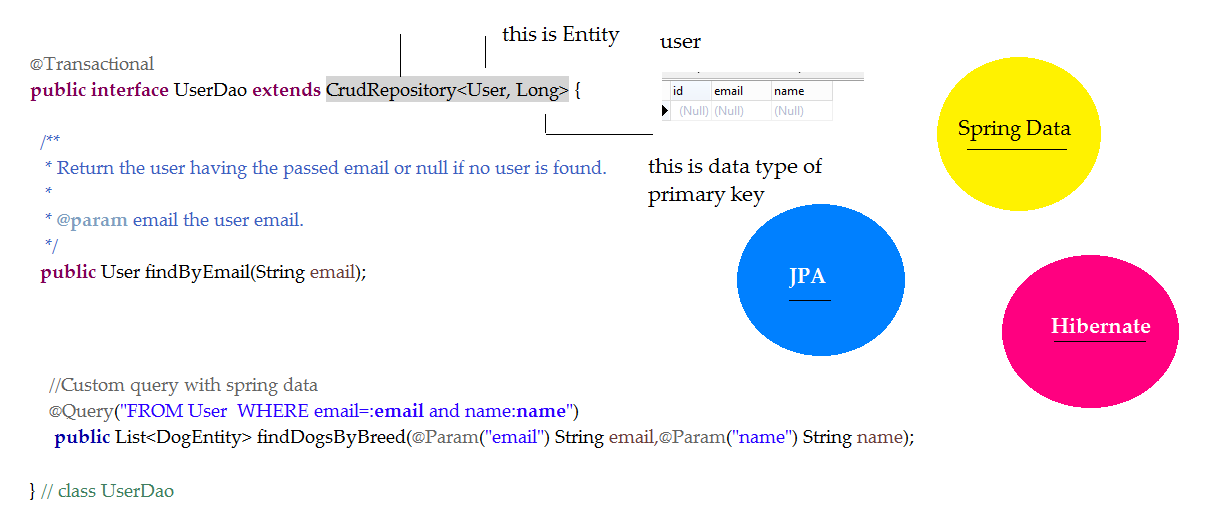 this is Entity
user
@Transactional
public interface UserDao extends CrudRepository<User, Long> {
id email name
(Null) (Null) (Null)
Spring Data
/**
* Return the user having the passed email or null if no user is found.
*
* @param email the user email.
*/
public User findByEmail(String email);
this is data type of
primary key
JPA
Hibernate
//Custom query with spring data
@Query("FROM User  WHERE email=:email and name:name")
public List<DogEntity> findDogsByBreed(@Param("email") String email,@Param("name") String name);
} // class UserDao